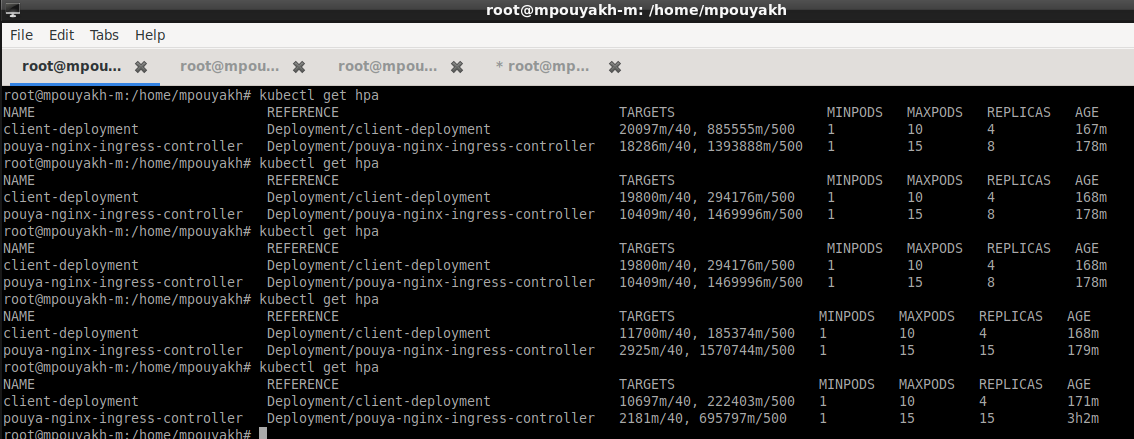 root@mpouyakh-m: /home/mpouyakh
File Edit Tabs Help
root@mpou... root@mpou... root@mpou... * root@mp...
root@mpouyakh-m:/home/mpouyakh# kubectl get hpa
NAME REFERENCE TARGETS MINPODS MAXPODS REPLICAS AGE
client-deployment Deployment/client-deployment 20097m/40, 885555m/500 1 10 4 167m
pouya-nginx-ingress-controller Deployment/pouya-nginx-ingress-controller 18286m/40, 1393888m/500 1 15 8 178m
root@mpouyakh-m:/home/mpouyakh# kubectl get hpa
NAME REFERENCE TARGETS MINPODS MAXPODS REPLICAS AGE
client-deployment Deployment/client-deployment 19800m/40, 294176m/500 1 10 4 168m
pouya-nginx-ingress-controller Deployment/pouya-nginx-ingress-controller 10409m/40, 1469996m/500 1 15 8 178m
root@mpouyakh-m:/home/mpouyakh# kubectl get hpa
NAME REFERENCE TARGETS MINPODS MAXPODS REPLICAS AGE
client-deployment Deployment/client-deployment 19800m/40, 294176m/500 1 10 4 168m
pouya-nginx-ingress-controller Deployment/pouya-nginx-ingress-controller 10409m/40, 1469996m/500 1 15 8 178m
root@mpouyakh-m:/home/mpouyakh# kubectl get hpa
NAME REFERENCE TARGETS MINPODS MAXPODS REPLICAS AGE
client-deployment Deployment/client-deployment 11700m/40, 185374m/500 1 10 4 168m
pouya-nginx-ingress-controller Deployment/pouya-nginx-ingress-controller 2925m/40, 1570744m/500 1 15 15 179m
root@mpouyakh-m:/home/mpouyakh# kubectl get hpa
NAME REFERENCE TARGETS MINPODS MAXPODS REPLICAS AGE
client-deployment Deployment/client-deployment 10697m/40, 222403m/500 1 10 4 171m
pouya-nginx-ingress-controller Deployment/pouya-nginx-ingress-controller 2181m/40, 695797m/500 1 15 15 3h2m
root@mpouyakh-m:/home/mpouyakh#